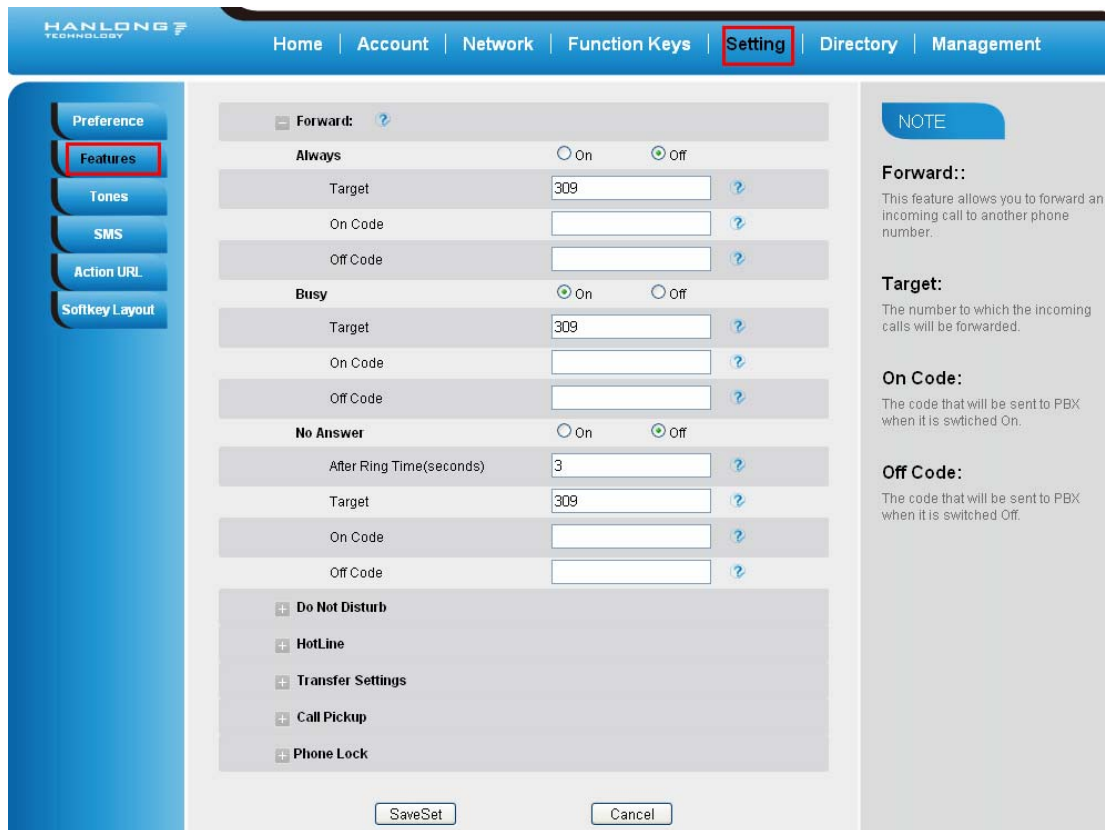 HANLONG
TECHNOLOGY
Home | Account | Network | Function Keys | Setting | Directory | Management
Preference
Features
Tones
SMS
Action URL
Softkey Layout
Forward:
Always On Off
Target 309
On Code
Off Code
Busy On Off
Target 309
On Code
Off Code
No Answer On Off
After Ring Time(seconds) 3
Target 309
On Code
Off Code
Do Not Disturb
HotLine
Transfer Settings
Call Pickup
Phone Lock
SaveSet Cancel
NOTE
Forward::
This feature allows you to forward an
incoming call to another phone
number.
Target:
The number to which the incoming
calls will be forwarded.
On Code:
The code that will be sent to PBX
when it is swtiched On.
Off Code:
The code that will be sent to PBX
when it is switched Off.